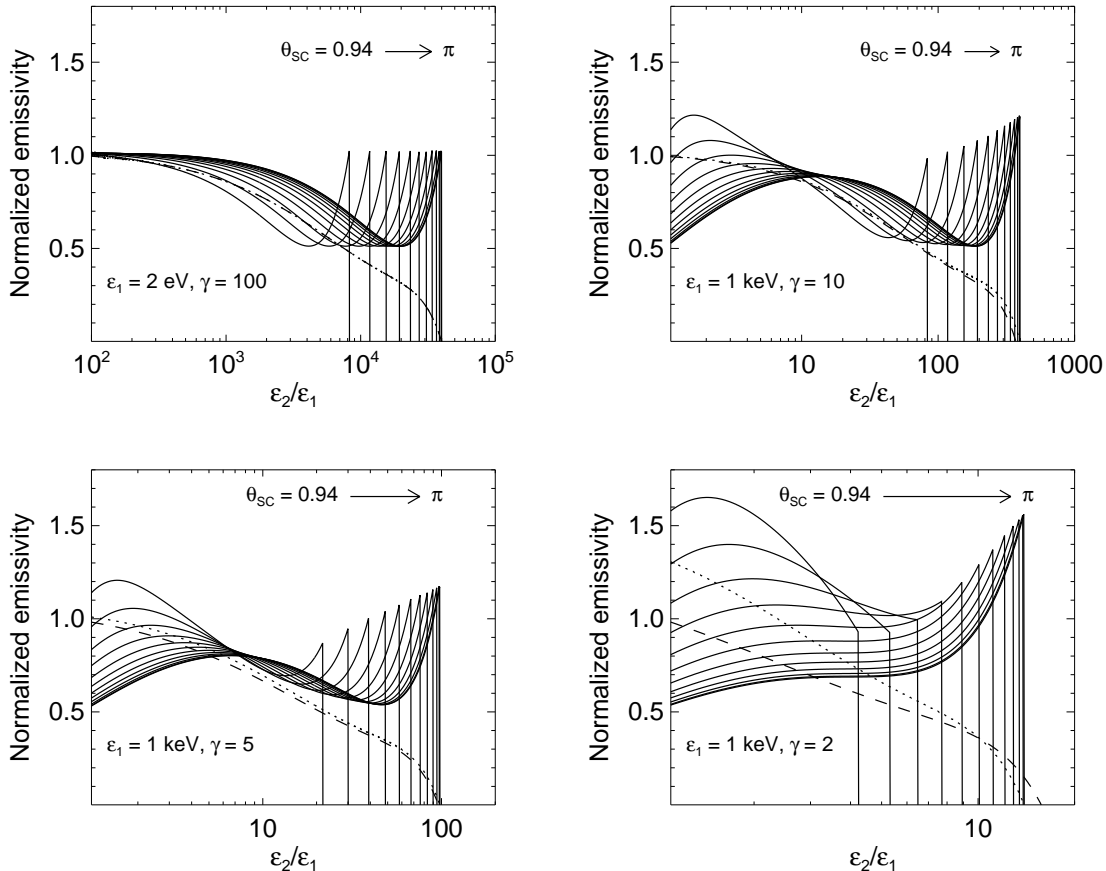 Normalized emissivity
1.5
1.0
0.5
θSC = 0.94 → π
ε1 = 2 eV, γ = 100
10^2 10^3 10^4 10^5
ε2/ε1
Normalized emissivity
1.5
1.0
0.5
θSC = 0.94 → π
ε1 = 1 keV, γ = 10
10 100 1000
ε2/ε1
Normalized emissivity
1.5
1.0
0.5
θSC = 0.94 → π
ε1 = 1 keV, γ = 5
10 100
ε2/ε1
Normalized emissivity
1.5
1.0
0.5
θSC = 0.94 → π
ε1 = 1 keV, γ = 2
10
ε2/ε1